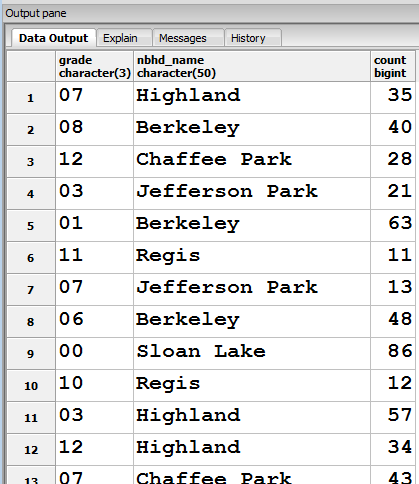 Output pane
Data Output Explain Messages History
grade character(3) nbhd_name character(50) count bigint
1 07 Highland 35
2 08 Berkeley 40
3 12 Chaffee Park 28
4 03 Jefferson Park 21
5 01 Berkeley 63
6 11 Regis 11
7 07 Jefferson Park 13
8 06 Berkeley 48
9 00 Sloan Lake 86
10 10 Regis 12
11 03 Highland 57
12 12 Highland 34
13 07 Chaffee Park 43